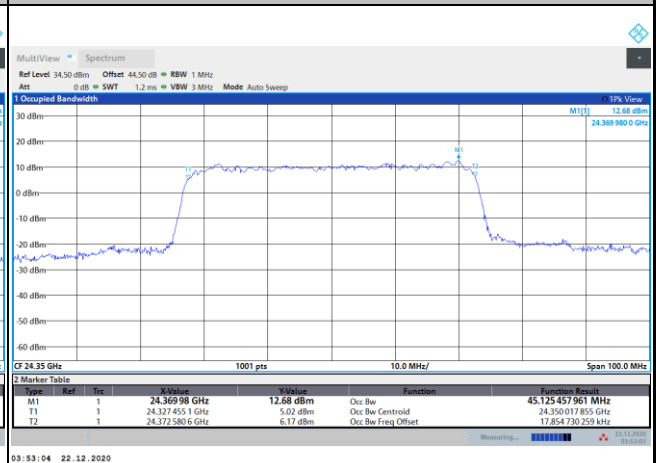 MultiView Spectrum
Ref Level 34.50 dBm Offset 44.50 dB RBW 1 MHz
Att 0 dB SWT 1.2 ms VBW 3 MHz Mode Auto Sweep
1 Occupied Bandwidth 1Pk View
M1[1] 12.68 dBm
24.369 980 0 GHz
30 dBm
20 dBm
M1
T1
T2
10 dBm
0 dBm
-10 dBm
-20 dBm
-30 dBm
-40 dBm
-50 dBm
-60 dBm
CF 24.35 GHz 1001 pts 10.0 MHz/ Span 100.0 MHz
2 Marker Table
Type Ref Trc X-Value Y-Value Function Function Result
M1 1 24.36998 GHz 12.68 dBm Occ Bw 45.125 457 961 MHz
T1 1 24.327 455 1 GHz 5.02 dBm Occ Bw Centroid 24.350 017 855 GHz
T2 1 24.372 580 6 GHz 6.17 dBm Occ Bw Freq Offset 17.854 730 259 kHz
Measuring... 22.12.2020
03:53:03
03:53:04 22.12.2020